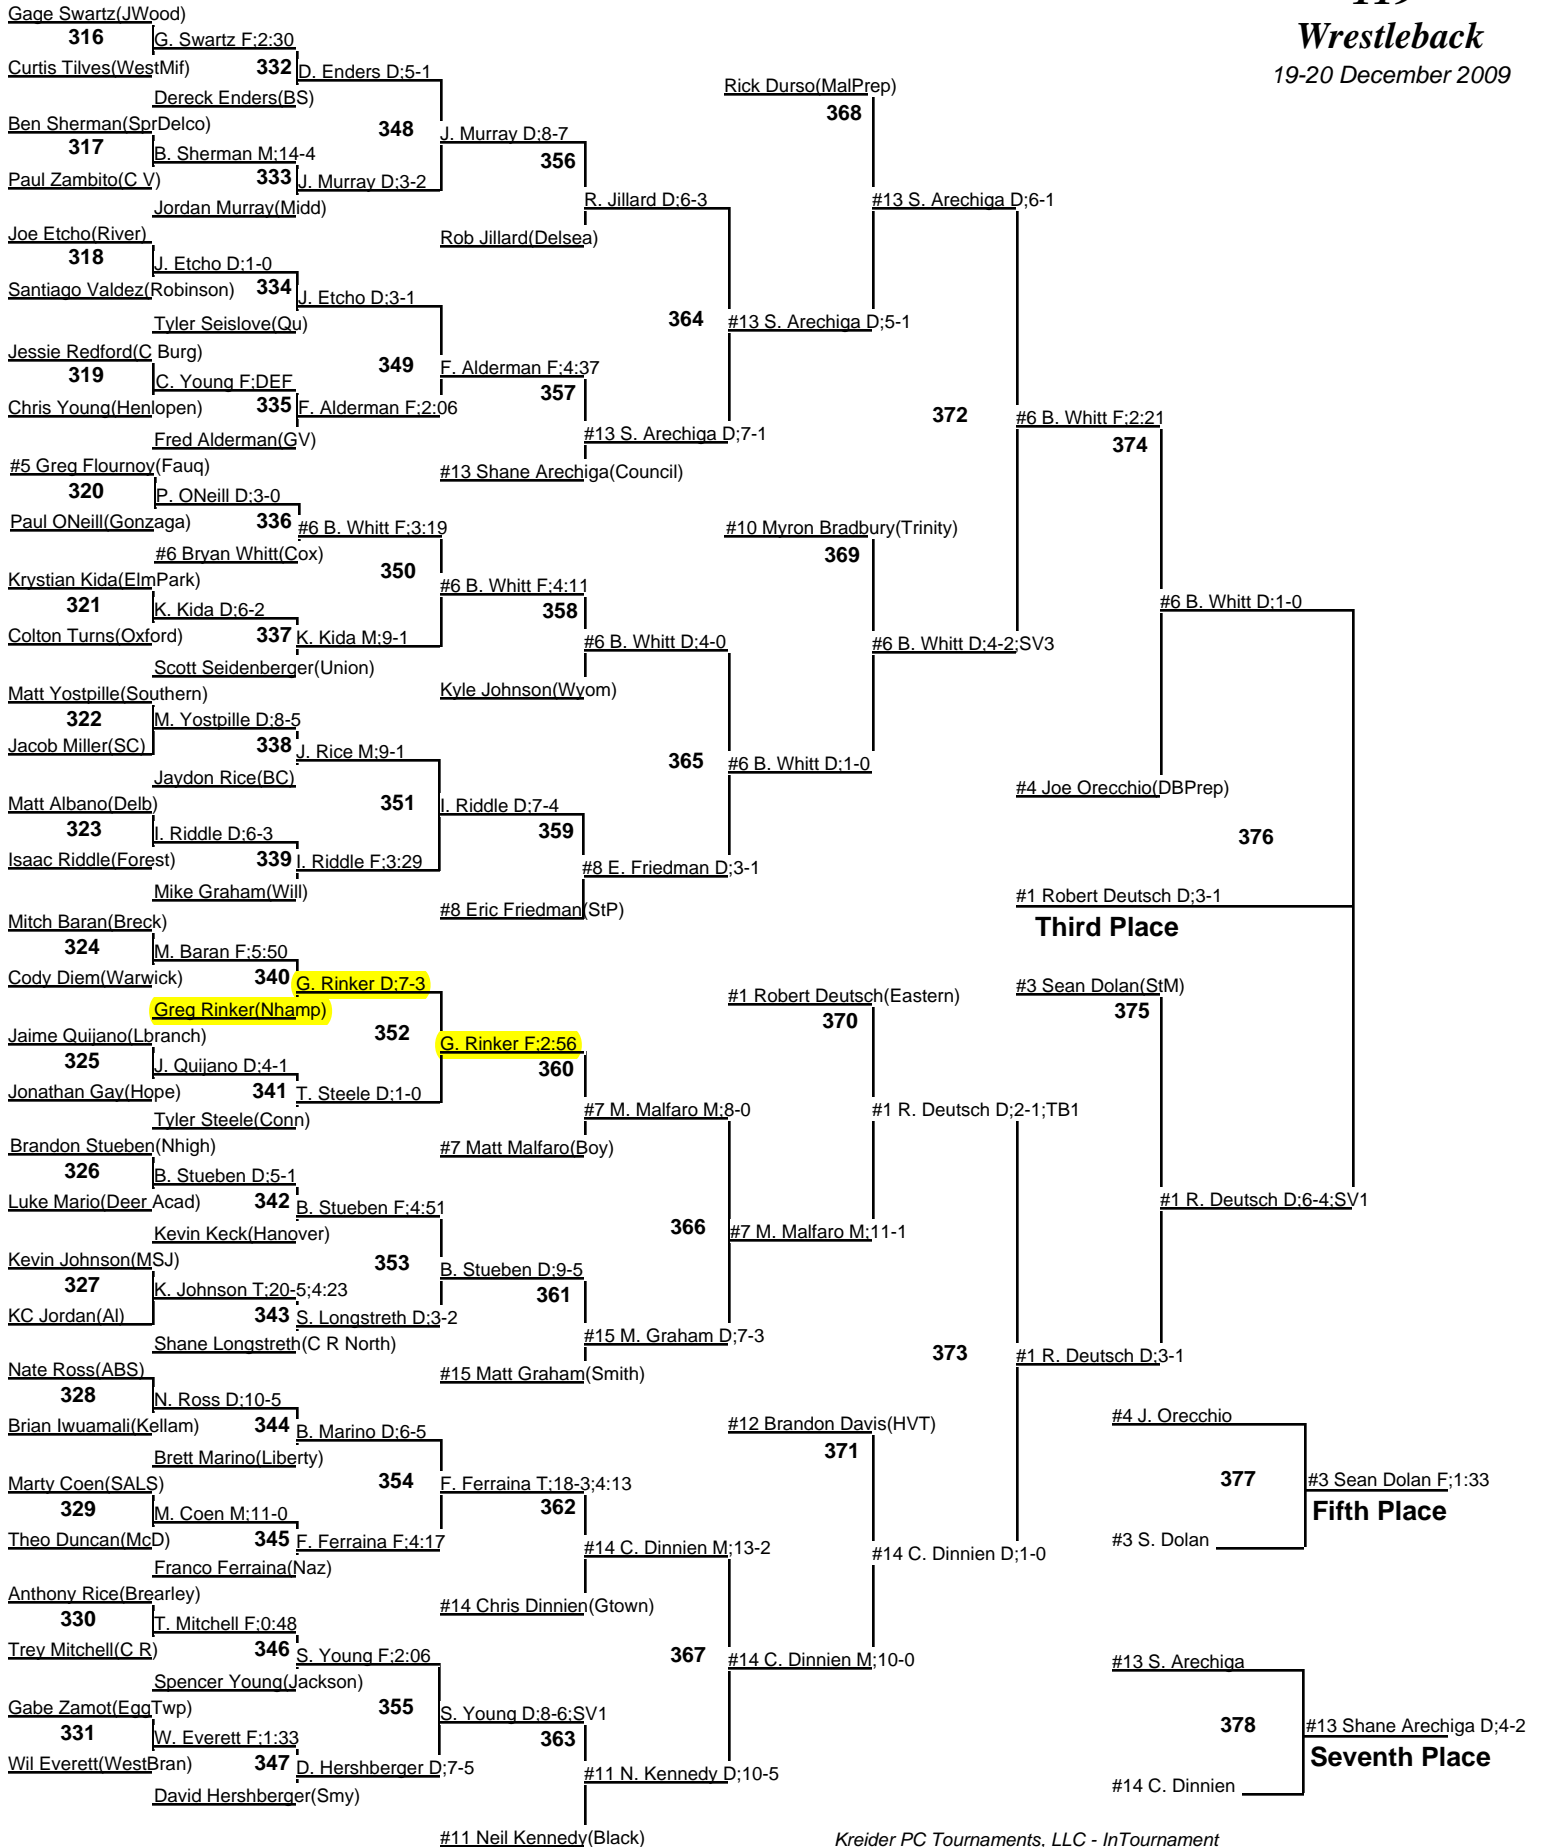 119
Wrestleback
19-20 December 2009
Gage Swartz(JWood)
316
G. Swartz F;2:30
Curtis Tilves(WestMif)
332
D. Enders D;5-1
Dereck Enders(BS)
348
Ben Sherman(SprDelco)
317
B. Sherman M;14-4
Paul Zambito(C V)
333
J. Murray D;3-2
Jordan Murray(Midd)
J. Murray D;8-7
356
R. Jillard D;6-3
Rob Jillard(Delsea)
Joe Etcho(River)
318
J. Etcho D;1-0
Santiago Valdez(Robinson)
334
J. Etcho D;3-1
Tyler Seislove(Qu)
349
Jessie Redford(C Burg)
319
C. Young F;DEF
Chris Young(Henlopen)
335
F. Alderman F;2:06
Fred Alderman(GV)
F. Alderman F;4:37
357
#13 S. Arechiga D;7-1
#13 Shane Arechiga(Council)
364
#13 S. Arechiga D;5-1
Rick Durso(MalPrep)
368
#13 S. Arechiga D;6-1
#5 Greg Flournoy(Fauq)
320
P. ONeill D;3-0
Paul ONeill(Gonzaga)
336
#6 B. Whitt F;3:19
#6 Bryan Whitt(Cox)
350
Krystian Kida(ElmPark)
321
K. Kida D;6-2
Colton Turns(Oxford)
337
K. Kida M;9-1
Scott Seidenberger(Union)
#6 B. Whitt F;4:11
358
#6 B. Whitt D;4-0
Kyle Johnson(Wyom)
Matt Yostpille(Southern)
322
M. Yostpille D;8-5
Jacob Miller(SC)
338
J. Rice M;9-1
Jaydon Rice(BC)
351
Matt Albano(Delb)
323
I. Riddle D;6-3
Isaac Riddle(Forest)
339
I. Riddle F;3:29
Mike Graham(Will)
I. Riddle D;7-4
359
#8 E. Friedman D;3-1
#8 Eric Friedman(StP)
365
#6 B. Whitt D;1-0
#10 Myron Bradbury(Trinity)
369
#6 B. Whitt D;4-2;SV3
372
#6 B. Whitt F;2:21
374
#6 B. Whitt D;1-0
#4 Joe Orecchio(DBPrep)
376
#1 Robert Deutsch D;3-1
Third Place
Mitch Baran(Breck)
324
M. Baran F;5:50
Cody Diem(Warwick)
340
G. Rinker D;7-3
Greg Rinker(Nhamp)
352
Jaime Quijano(Lbranch)
325
J. Quijano D;4-1
Jonathan Gay(Hope)
341
T. Steele D;1-0
Tyler Steele(Conn)
G. Rinker F;2:56
360
#7 M. Malfaro M;8-0
#7 Matt Malfaro(Boy)
Brandon Stueben(Nhigh)
326
B. Stueben D;5-1
Luke Mario(Deer Acad)
342
B. Stueben F;4:51
Kevin Keck(Hanover)
353
Kevin Johnson(MSJ)
327
K. Johnson T;20-5;4:23
KC Jordan(Al)
343
S. Longstreth D;3-2
Shane Longstreth(C R North)
B. Stueben D;9-5
361
#15 M. Graham D;7-3
#15 Matt Graham(Smith)
366
#7 M. Malfaro M;11-1
#1 Robert Deutsch(Eastern)
370
#1 R. Deutsch D;2-1;TB1
#3 Sean Dolan(StM)
375
#1 R. Deutsch D;6-4;SV1
Nate Ross(ABS)
328
N. Ross D;10-5
Brian Iwuamali(Kellam)
344
B. Marino D;6-5
Brett Marino(Liberty)
354
Marty Coen(SALS)
329
M. Coen M;11-0
Theo Duncan(McD)
345
F. Ferraina F;4:17
Franco Ferraina(Naz)
F. Ferraina T;18-3;4:13
362
#14 C. Dinnien M;13-2
#14 Chris Dinnien(Gtown)
Anthony Rice(Brearley)
330
T. Mitchell F;0:48
Trey Mitchell(C R)
346
S. Young F;2:06
Spencer Young(Jackson)
355
Gabe Zamot(EggTwp)
331
W. Everett F;1:33
Wil Everett(WestBran)
347
D. Hershberger D;7-5
David Hershberger(Smy)
S. Young D;8-6;SV1
363
#11 N. Kennedy D;10-5
#11 Neil Kennedy(Black)
367
#14 C. Dinnien M;10-0
#12 Brandon Davis(HVT)
371
#14 C. Dinnien D;1-0
373
#1 R. Deutsch D;3-1
#4 J. Orecchio
377
#3 Sean Dolan F;1:33
Fifth Place
#3 S. Dolan
#13 S. Arechiga
378
#13 Shane Arechiga D;4-2
Seventh Place
#14 C. Dinnien
Kreider PC Tournaments, LLC - InTournament